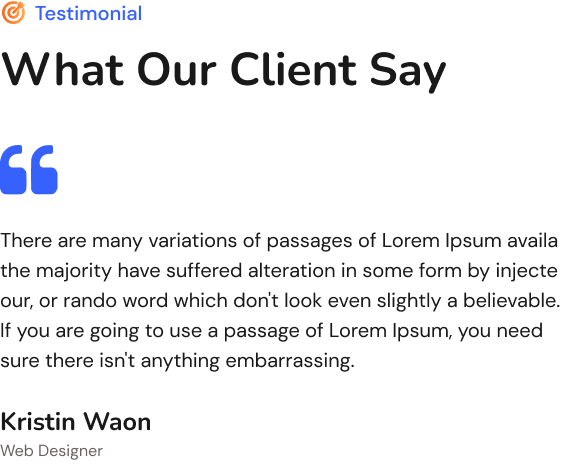 Testimonial
What Our Client Say
There are many variations of passages of Lorem Ipsum availa
the majority have suffered alteration in some form by injecte
our, or rando word which don't look even slightly a believable.
If you are going to use a passage of Lorem Ipsum, you need
sure there isn't anything embarrassing.
Kristin Waon
Web Designer